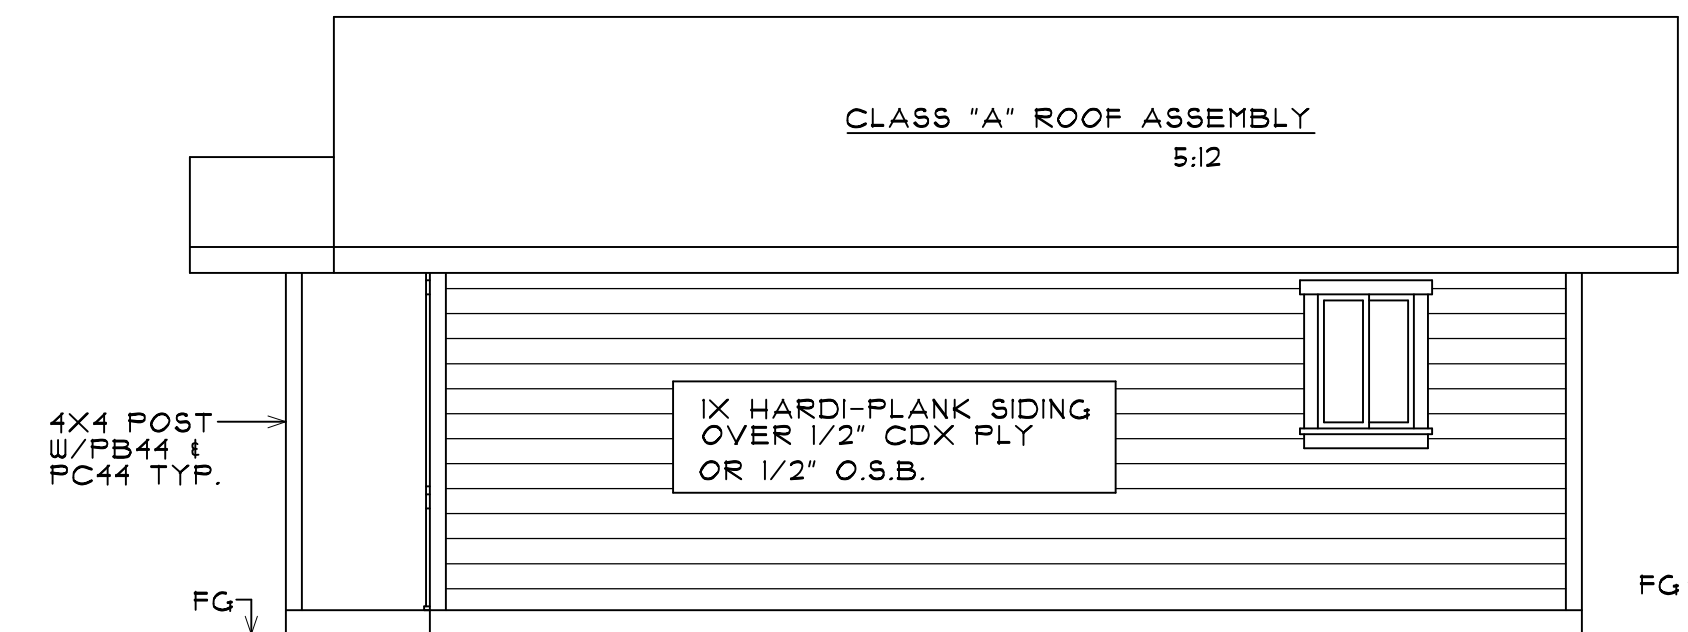 CLASS "A" ROOF ASSEMBLY
5:12
1X HARDI-PLANK SIDING
OVER 1/2" CDX PLY
OR 1/2" O.S.B.
4X4 POST
W/PB44 &
PC44 TYP.
FG
FG